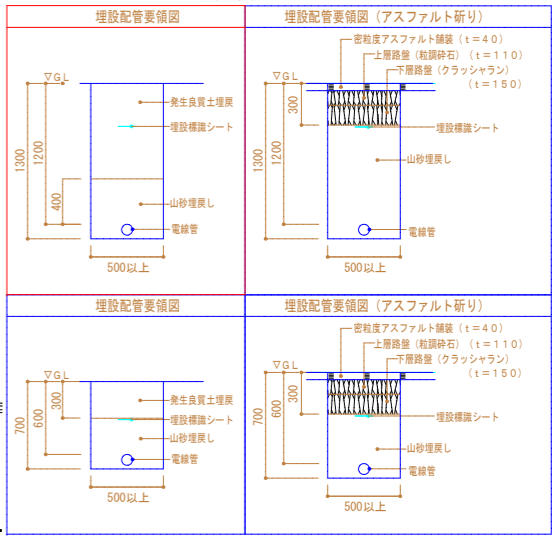 埋設配管要領図
▽GL
発生良質土埋戻
埋設標識シート
1300
1200
400
山砂埋戻し
電線管
500以上
埋設配管要領図（アスファルト斫り）
密粒度アスファルト舗装（t=40）
上層路盤（粒調砕石）（t=110）
下層路盤（クラッシャラン）
（t=150）
▽GL
300
埋設標識シート
1300
1200
山砂埋戻し
電線管
500以上
埋設配管要領図
▽GL
発生良質土埋戻
300
埋設標識シート
700
600
山砂埋戻し
電線管
500以上
埋設配管要領図（アスファルト斫り）
密粒度アスファルト舗装（t=40）
上層路盤（粒調砕石）（t=110）
下層路盤（クラッシャラン）
（t=150）
▽GL
300
埋設標識シート
700
600
山砂埋戻し
電線管
500以上